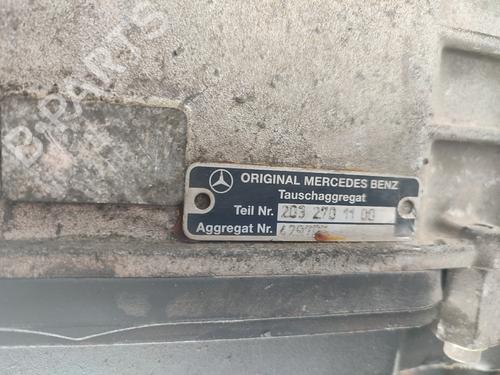 B-Parts
ORIGINAL MERCEDES BENZ
Tauschaggregat
Teil Nr. 203 270 11 00
Aggregat Nr.